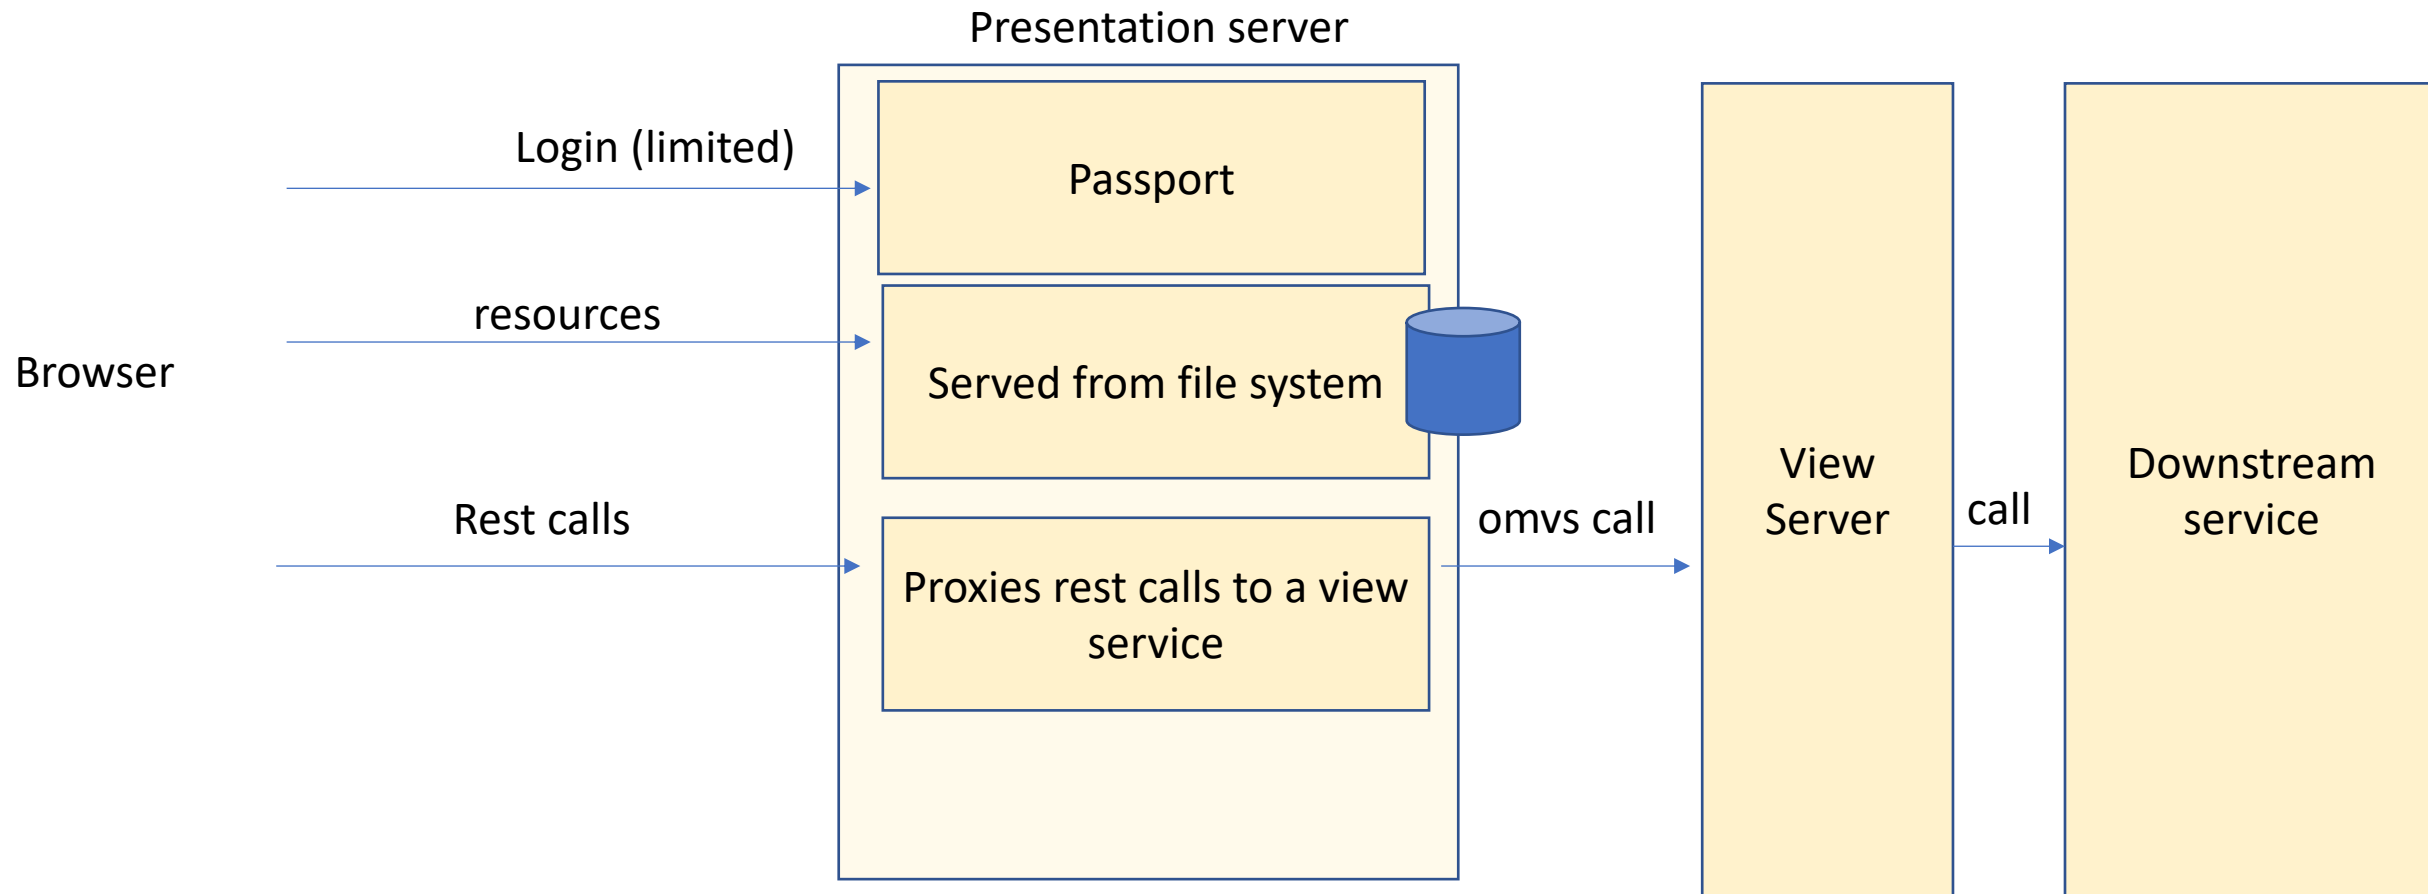 Presentation server
Login (limited)
Passport
resources
Browser
Served from file system
Rest calls
Proxies rest calls to a view
service
omvs call
View
Server
call
Downstream
service